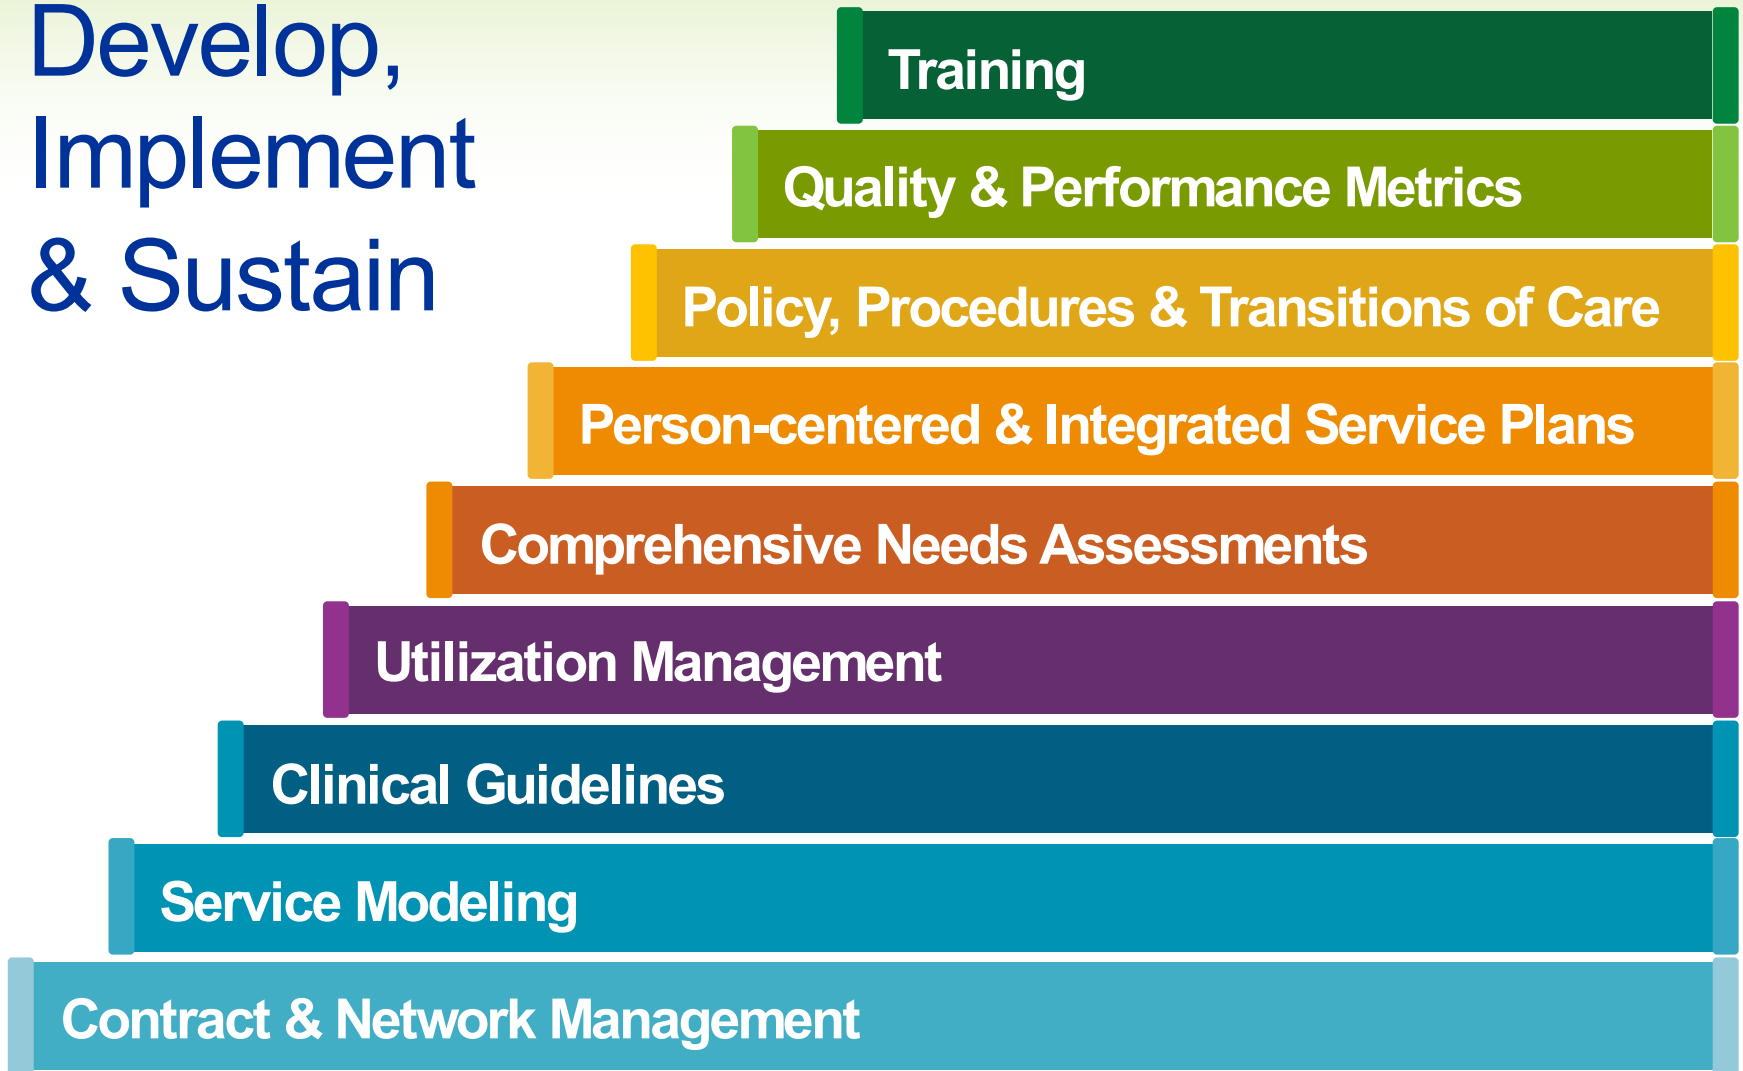 Develop,
Implement
& Sustain
Training
Quality & Performance Metrics
Policy, Procedures & Transitions of Care
Person-centered & Integrated Service Plans
Comprehensive Needs Assessments
Utilization Management
Clinical Guidelines
Service Modeling
Contract & Network Management